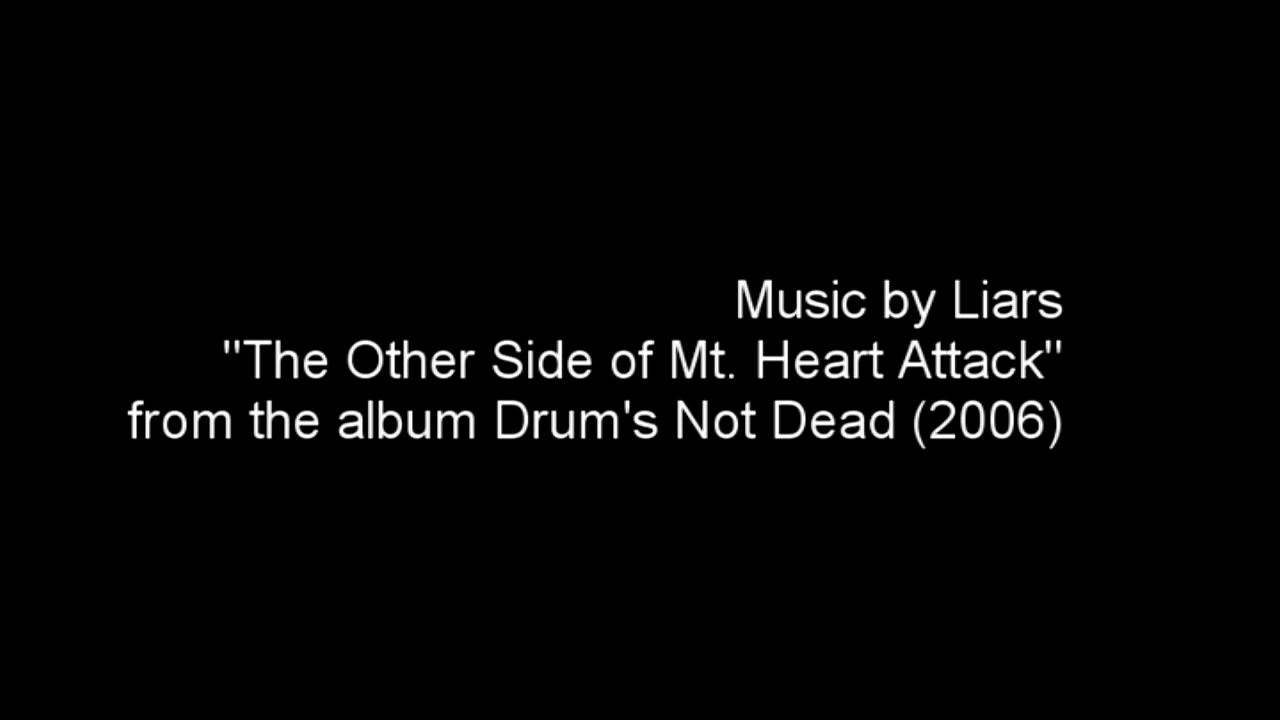 Music by Liars
"The Other Side of Mt. Heart Attack"
from the album Drum's Not Dead (2006)